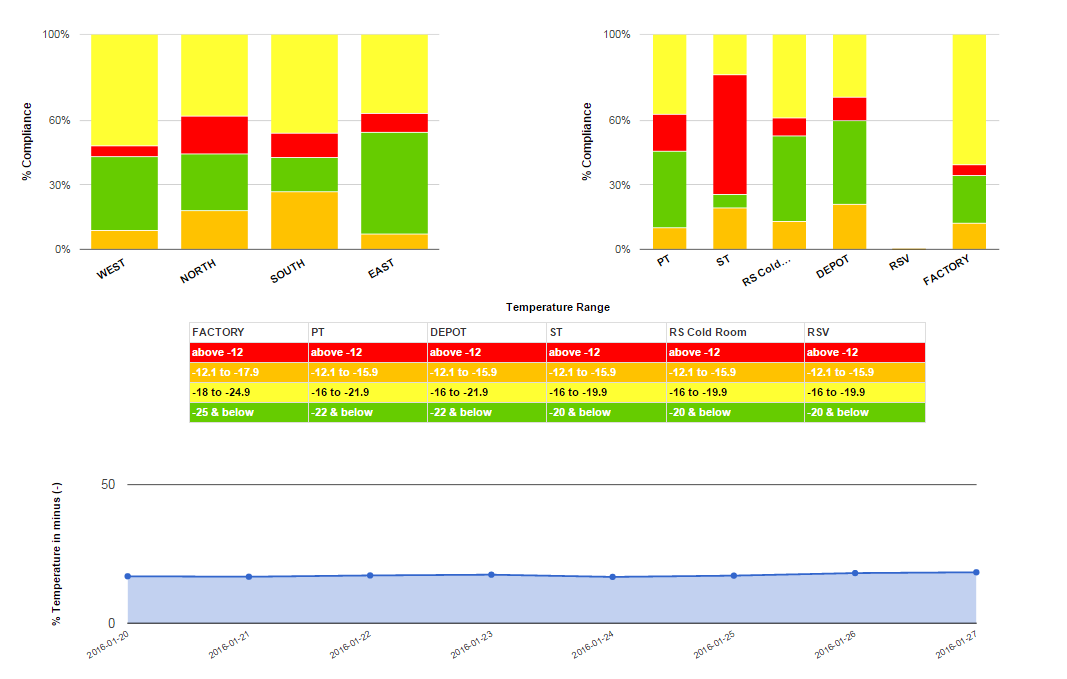 100%
60%
30%
0%
% Compliance
WEST
NORTH
SOUTH
EAST
100%
60%
30%
0%
% Compliance
PT
ST
RS Cold...
DEPOT
RSV
FACTORY
Temperature Range
FACTORY PT DEPOT ST RS Cold Room RSV
above -12 above -12 above -12 above -12 above -12 above -12
-12.1 to -17.9 -12.1 to -15.9 -12.1 to -15.9 -12.1 to -15.9 -12.1 to -15.9 -12.1 to -15.9
-18 to -24.9 -16 to -21.9 -16 to -21.9 -16 to -19.9 -16 to -19.9 -16 to -19.9
-25 & below -22 & below -22 & below -20 & below -20 & below -20 & below
50
0
% Temperature in minus (-)
2016-01-20
2016-01-21
2016-01-22
2016-01-23
2016-01-24
2016-01-25
2016-01-26
2016-01-27